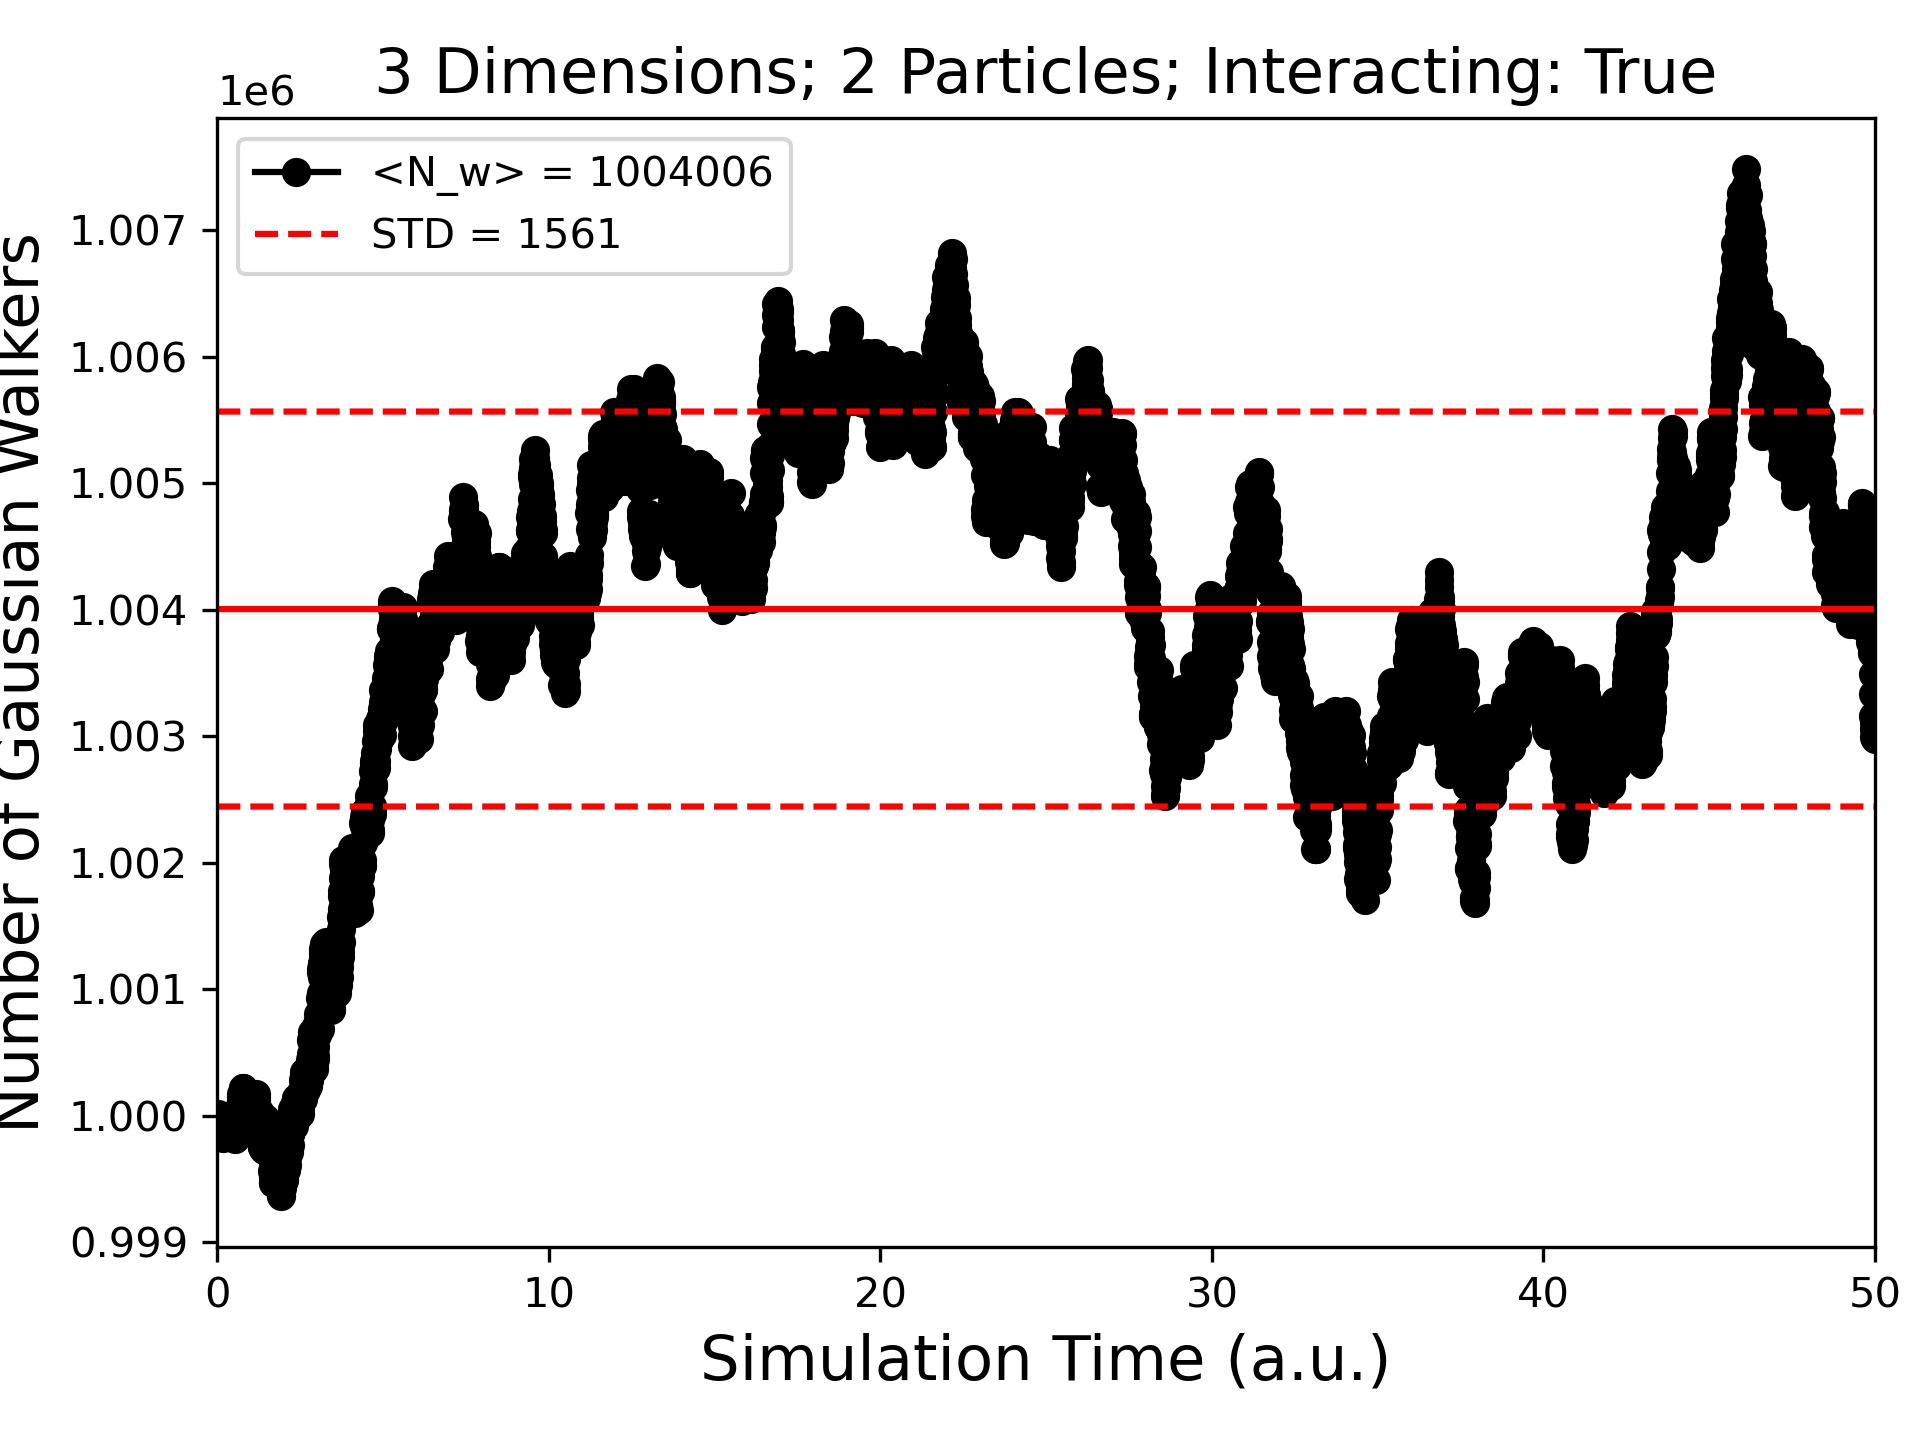 3 Dimensions; 2 Particles; Interacting: True
1e6
<N_w> = 1004006
STD = 1561
Number of Gaussian Walkers
1.007
1.006
1.005
1.004
1.003
1.002
1.001
1.000
0.999
0
10
20
30
40
50
Simulation Time (a.u.)